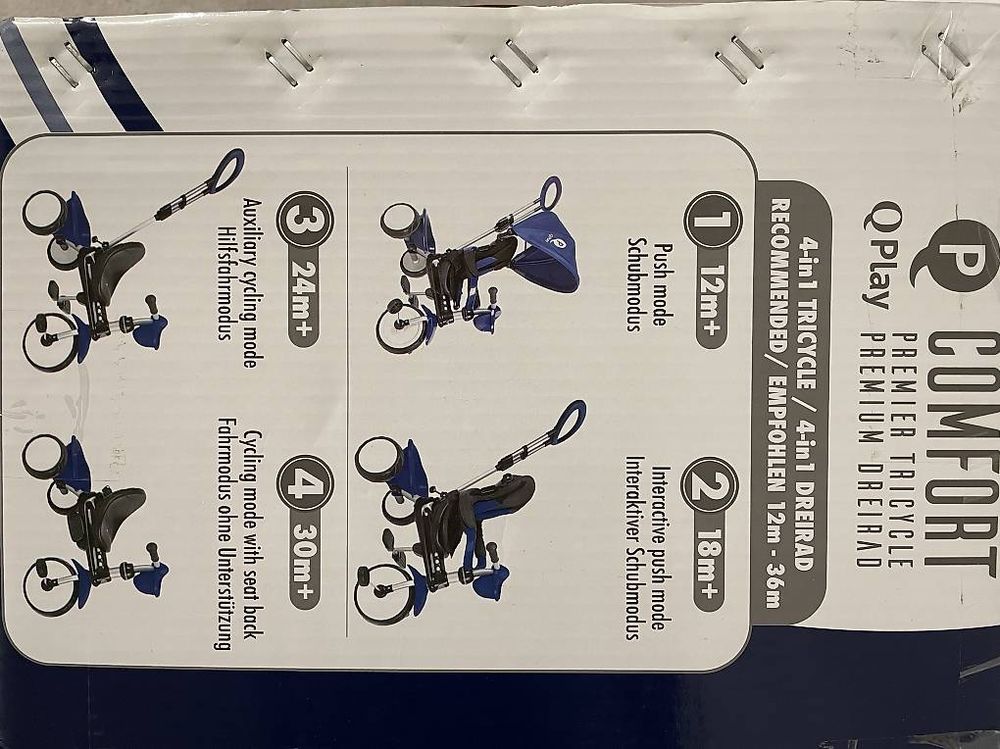 COMFORT
QPlay
PREMIER TRICYCLE
PREMIUM DREIRAD
4-in1 TRICYCLE / 4-in1 DREIRAD
RECOMMENDED / EMPFOHLEN 12m - 36m
1 12m+
Push mode
Schubmodus
2 18m+
Interactive push mode
Interaktiver Schubmodus
3 24m+
Auxiliary cycling mode
Hilfsfahrmodus
4 30m+
Cycling mode with seat back
Fahrmodus ohne Unterstützung